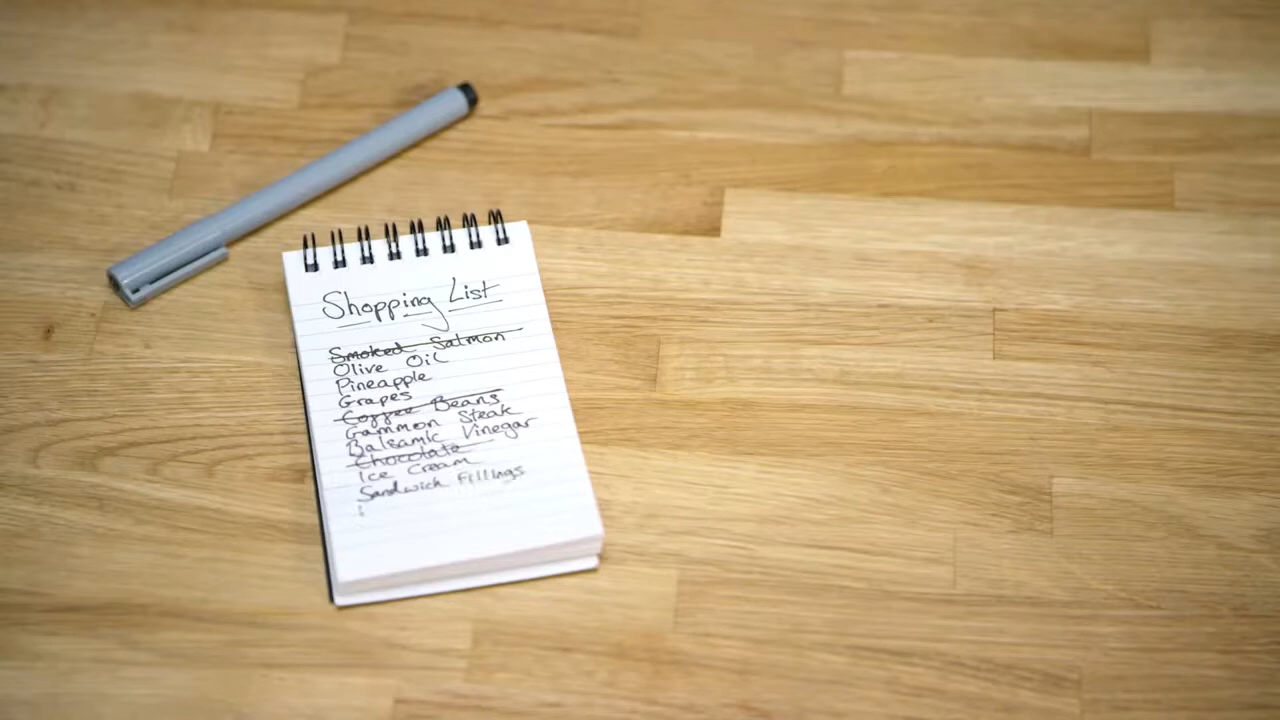 Shopping List
Smoked Salmon
Olive Oil
Pineapple
Grapes
Coffee Beans
Gammon Steak
Balsamic Vinegar
Chocolate
Ice Cream
Sandwich Fillings
: